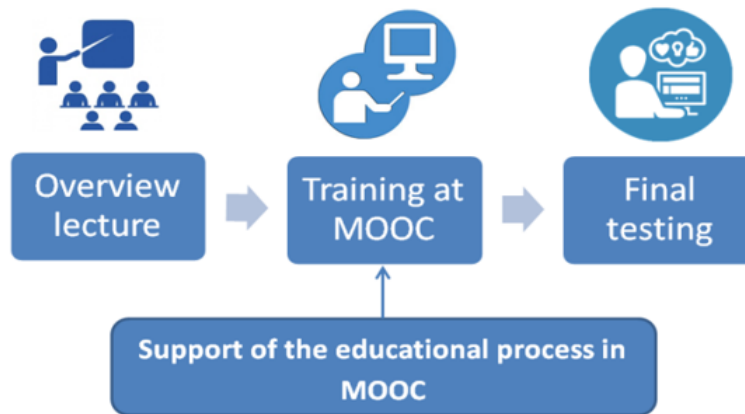 Overview
lecture
Training at
MOOC
Final
testing
Support of the educational process in
MOOC